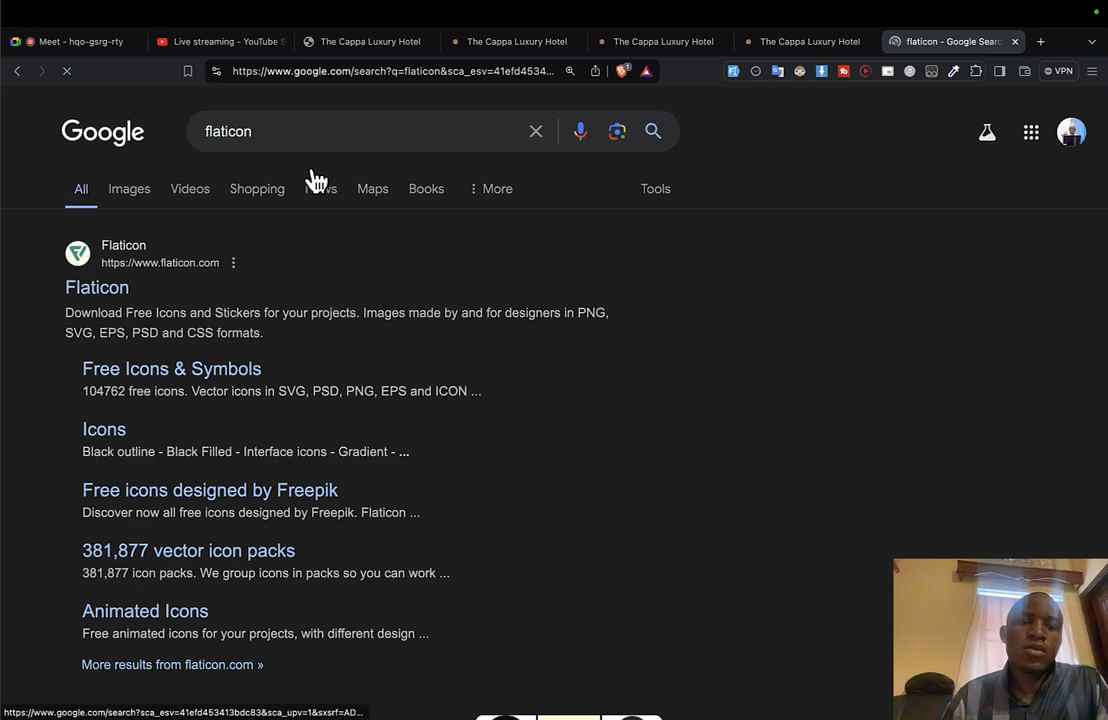 Meet - hqo-gsrg-rty
Live streaming - YouTube S
The Cappa Luxury Hotel
The Cappa Luxury Hotel
The Cappa Luxury Hotel
The Cappa Luxury Hotel
flaticon - Google Searc
https://www.google.com/search?q=flaticon&sca_esv=41efd4534...
1
VPN
Google
flaticon
All
Images
Videos
Shopping
News
Maps
Books
More
Tools
Flaticon
https://www.flaticon.com
Flaticon
Download Free Icons and Stickers for your projects. Images made by and for designers in PNG,
SVG, EPS, PSD and CSS formats.
Free Icons & Symbols
104762 free icons. Vector icons in SVG, PSD, PNG, EPS and ICON ...
Icons
Black outline - Black Filled - Interface icons - Gradient - ...
Free icons designed by Freepik
Discover now all free icons designed by Freepik. Flaticon ...
381,877 vector icon packs
381,877 icon packs. We group icons in packs so you can work ...
Animated Icons
Free animated icons for your projects, with different design ...
More results from flaticon.com »
https://www.google.com/search?sca_esv=41efd453413bdc83&sca_upv=1&sxsrf=AD...